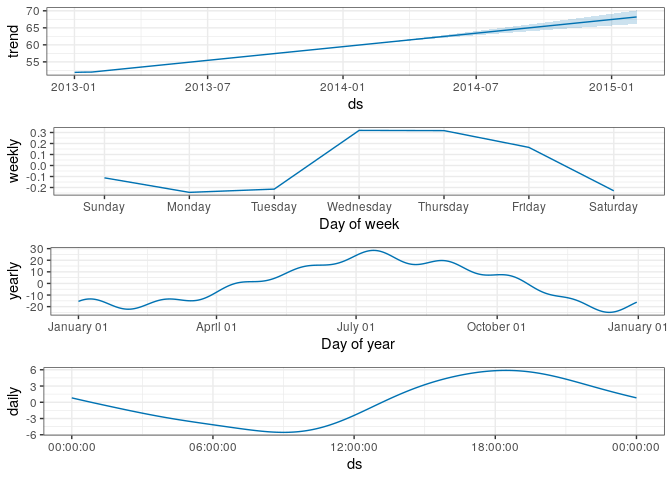 trend
70
65
60
55
2013-01 2013-07 2014-01 2014-07 2015-01
ds
weekly
0.3
0.2
0.1
0.0
-0.1
-0.2
Sunday Monday Tuesday Wednesday Thursday Friday Saturday
Day of week
yearly
30
20
10
0
-10
-20
January 01 April 01 July 01 October 01 January 01
Day of year
daily
6
3
0
-3
-6
00:00:00 06:00:00 12:00:00 18:00:00 00:00:00
ds